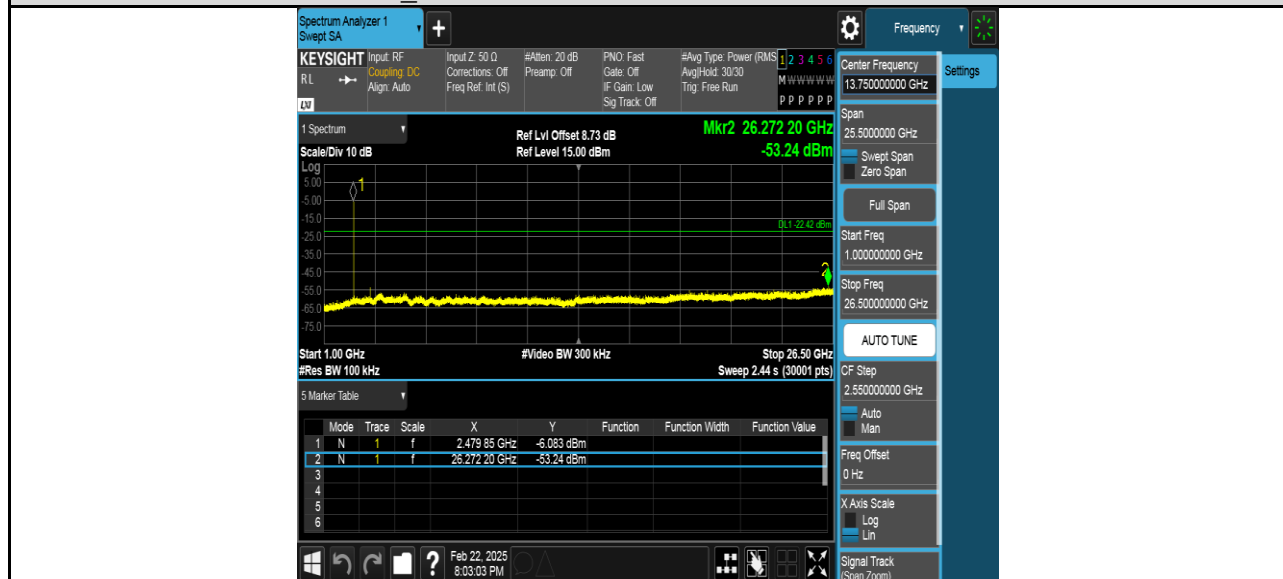 Spectrum Analyzer 1
Swept SA
+
Frequency
KEYSIGHT
RL
LXI
Input: RF
Coupling: DC
Align: Auto
Input Z: 50 Ω
Corrections: Off
Freq Ref: Int (S)
#Atten: 20 dB
Preamp: Off
PNO: Fast
Gate: Off
IF Gain: Low
Sig Track: Off
#Avg Type: Power (RMS
Avg|Hold: 30/30
Trig: Free Run
1 2 3 4 5 6
M W W W W W
P P P P P P
Center Frequency
13.750000000 GHz
Settings
Span
25.5000000 GHz
Swept Span
Zero Span
Full Span
Start Freq
1.000000000 GHz
Stop Freq
26.500000000 GHz
AUTO TUNE
CF Step
2.550000000 GHz
Auto
Man
Freq Offset
0 Hz
X Axis Scale
Log
Lin
Signal Track
(Span Zoom)
1 Spectrum
Scale/Div 10 dB
Ref Lvl Offset 8.73 dB
Ref Level 15.00 dBm
Mkr2 26.272 20 GHz
-53.24 dBm
Log
5.00
-5.00
-15.0
-25.0
-35.0
-45.0
-55.0
-65.0
-75.0
1
DL1 -22.42 dBm
2
Start 1.00 GHz
#Video BW 300 kHz
Stop 26.50 GHz
#Res BW 100 kHz
Sweep 2.44 s (30001 pts)
5 Marker Table
Mode Trace Scale X Y Function Function Width Function Value
1 N 1 f 2.479 85 GHz -6.083 dBm
2 N 1 f 26.272 20 GHz -53.24 dBm
3
4
5
6
?
Feb 22, 2025
8:03:03 PM